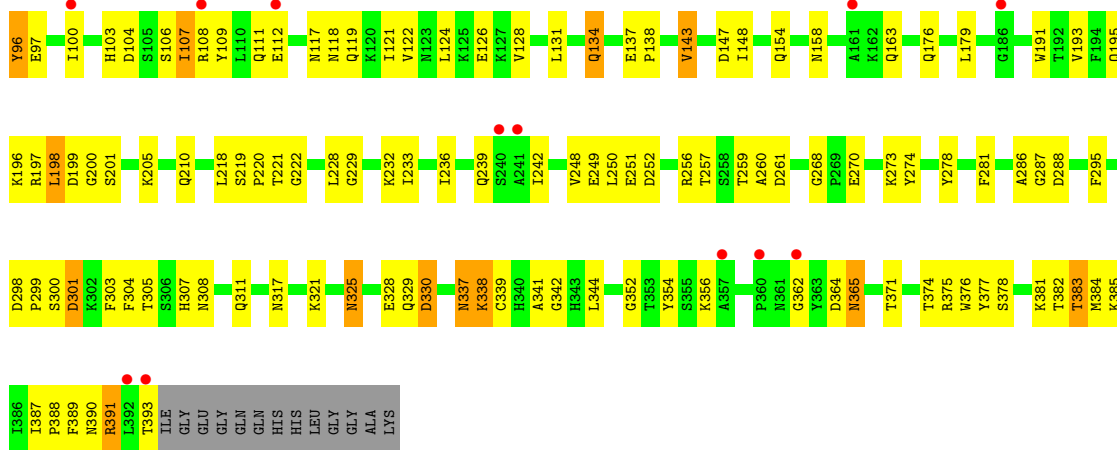 Y96 E97 I100 H103 D104 S105 S106 I107 R108 Y109 L110 Q111 E112 N117 N118 Q119 K120 I121 V122 N123 L124 K125 E126 K127 V128 L131 Q134 E137 P138 V143 D147 I148 Q154 N158 A161 K162 Q163 Q176 L179 G186 W191 T192 V193 F194 Q195
K196 R197 L198 D199 G200 S201 K205 Q210 L218 S219 P220 T221 G222 L228 G229 K232 I233 I236 Q239 S240 A241 I242 V248 E249 L250 E251 D252 R256 T257 S258 T259 A260 D261 G268 P269 E270 K273 Y274 Y278 F281 A286 G287 D288 F295
D298 P299 S300 D301 K302 F303 F304 T305 S306 H307 N308 Q311 N317 K321 N325 E328 Q329 D330 N337 K338 C339 H340 A341 G342 H343 L344 G352 T353 Y354 S355 K356 A357 P360 N361 G362 Y363 D364 N365 T371 T374 R375 W376 Y377 S378 K381 T382 T383 M384 K385
I386 I387 P388 F389 N390 R391 L392 T393 ILE GLY GLU GLY GLN GLN HIS HIS LEU GLY GLY ALA LYS